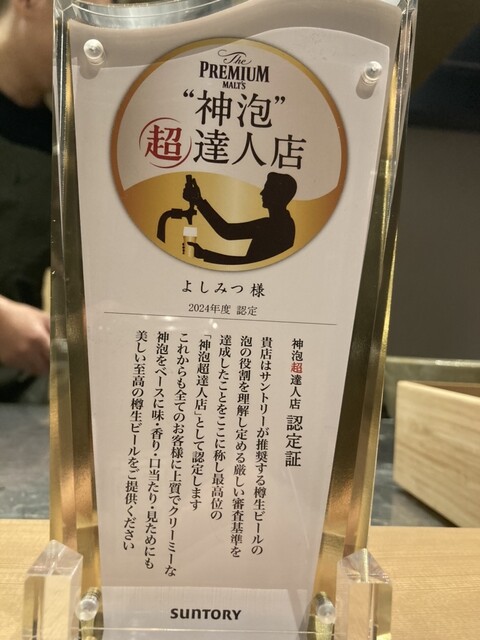 The
PREMIUM
MALT'S
“神泡”
超達人店
よしみつ 様
2024年度 認定
神泡超達人店 認定証
貴店はサントリーが推奨する樽生ビールの
泡の役割を理解し定める厳しい審査基準を
達成したことをここに称し最高位の
「神泡超達人店」として認定します
これからも全てのお客様に上質でクリーミーな
神泡をベースに味・香り・口当たり・見ためにも
美しい至高の樽生ビールをご提供ください
SUNTORY